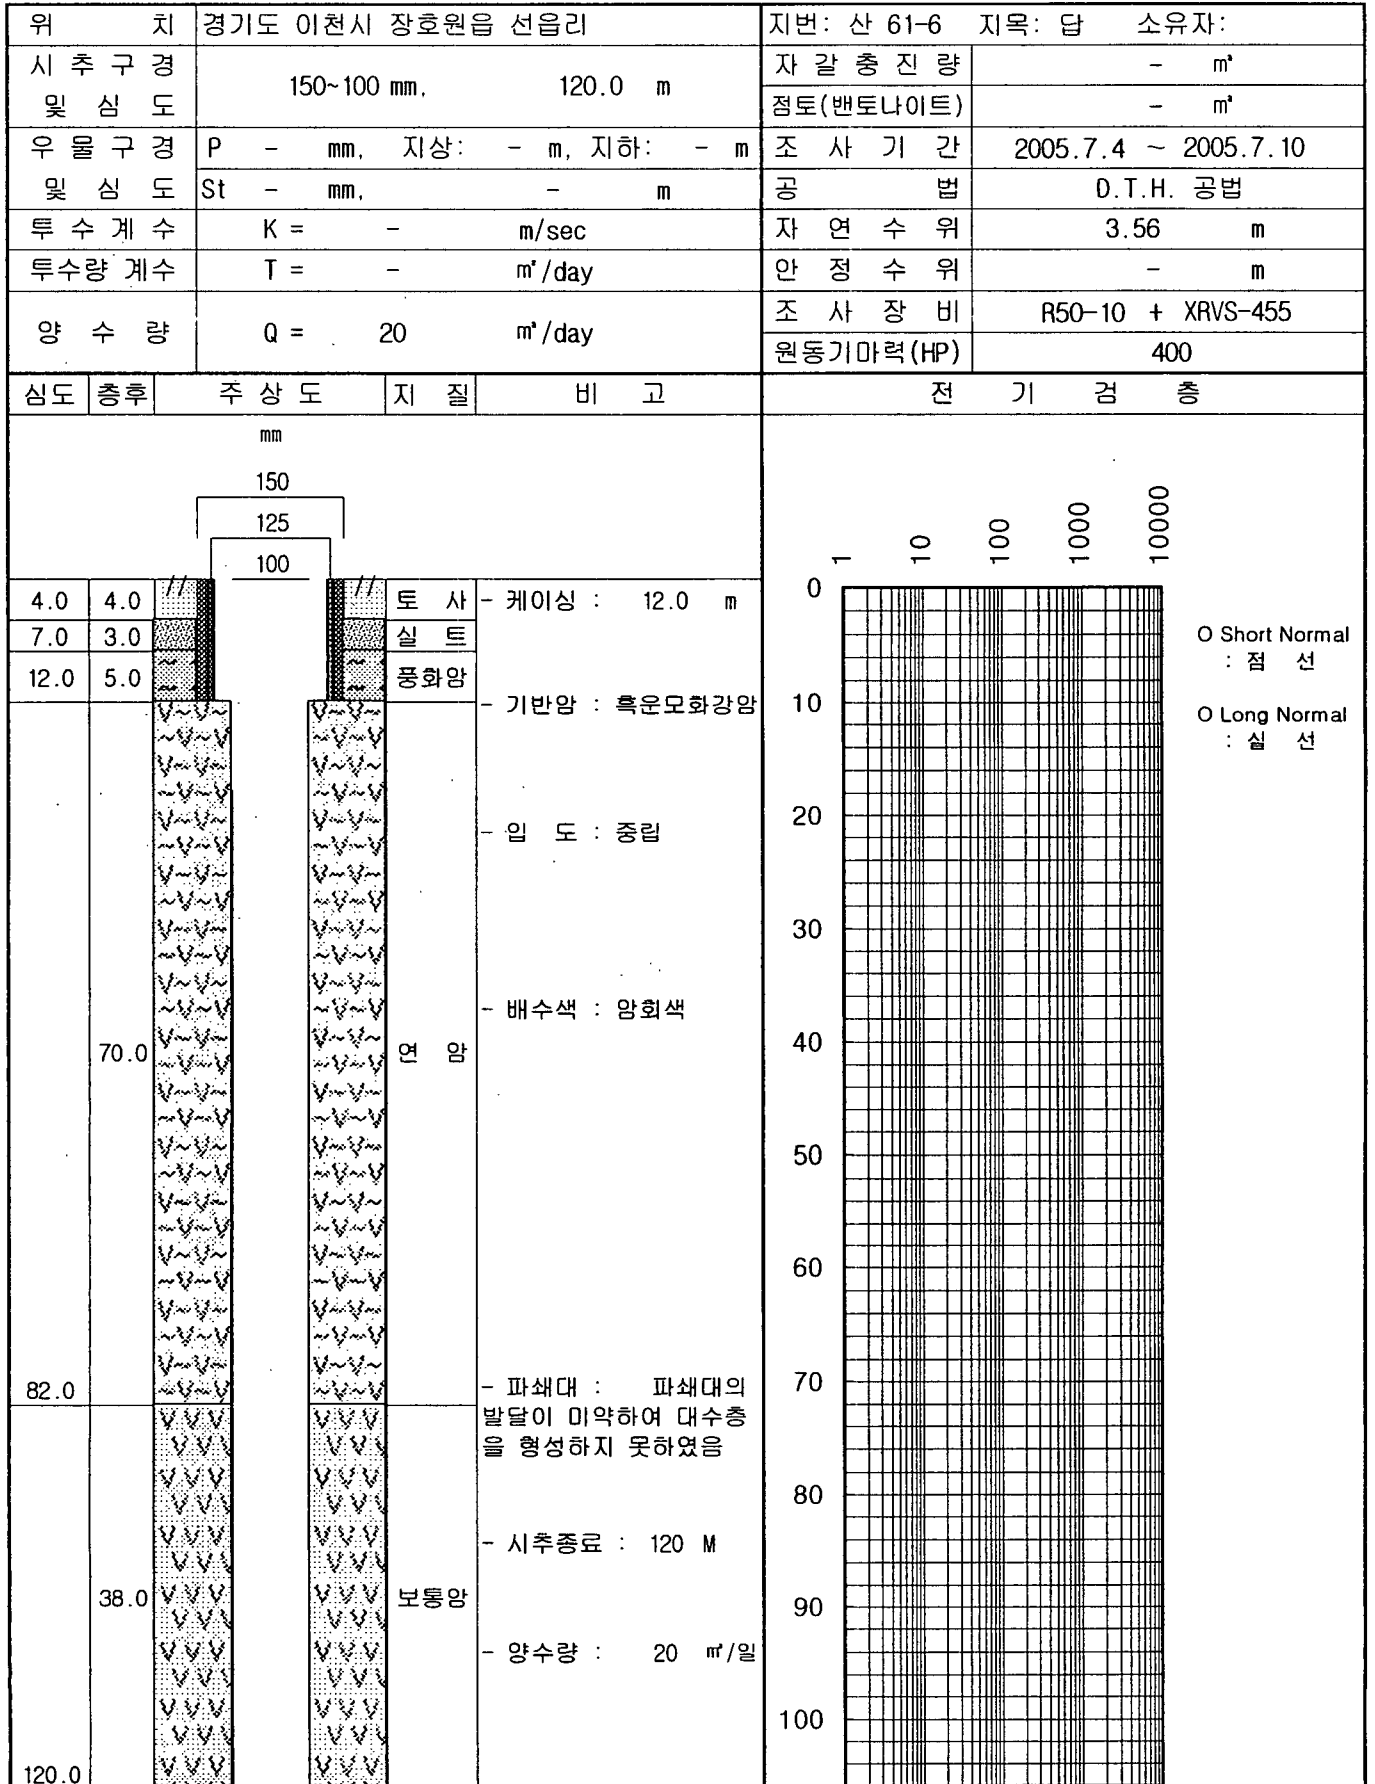 위 치 경기도 이천시 장호원읍 선읍리 지번: 산 61-6 지목: 답 소유자:
시 추 구 경 및 심 도 150~100 mm, 120.0 m
자 갈 충 진 량 - ㎥
점토(밴토나이트) - ㎥
우 물 구 경 및 심 도 P - mm, 지상: - m, 지하: - m
St - mm, - m
조 사 기 간 2005.7.4 ~ 2005.7.10
공 법 D.T.H. 공법
투 수 계 수 K = - m/sec
자 연 수 위 3.56 m
투수량 계수 T = - ㎡/day
안 정 수 위 - m
양 수 량 Q = 20 ㎥/day
조 사 장 비 R50-10 + XRVS-455
원동기마력(HP) 400
심도 층후 주 상 도 지 질 비 고 전 기 검 층
mm
150
125
100
4.0 4.0 토 사 - 케이싱 : 12.0 m
7.0 3.0 실 트
12.0 5.0 풍화암
- 기반암 : 흑운모화강암
- 입 도 : 중립
- 배수색 : 암회색
70.0 연 암
82.0
- 파쇄대 : 파쇄대의
발달이 미약하여 대수층
을 형성하지 못하였음
- 시추종료 : 120 M
38.0 보통암
- 양수량 : 20 ㎥/일
120.0
1 10 100 1000 10000
0
10
20
30
40
50
60
70
80
90
100
O Short Normal
: 점 선
O Long Normal
: 실 선